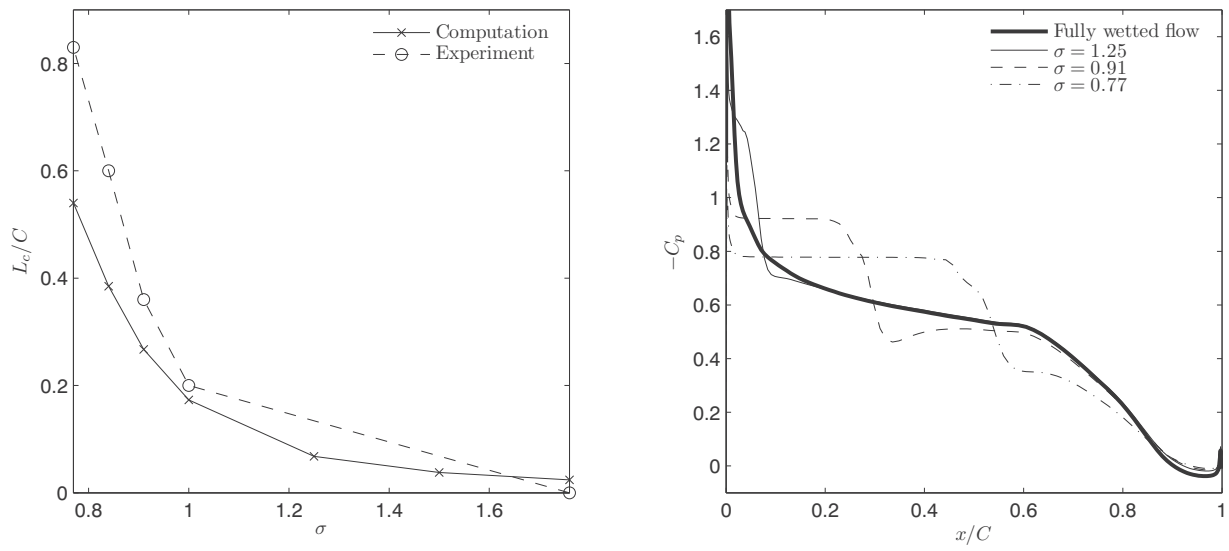 Computation
Experiment
0.8
0.6
0.4
0.2
0
L_c/C
0.8 1 1.2 1.4 1.6
σ
Fully wetted flow
σ = 1.25
σ = 0.91
σ = 0.77
1.6
1.4
1.2
1.0
0.8
0.6
0.4
0.2
0
−C_p
0 0.2 0.4 0.6 0.8 1
x/C